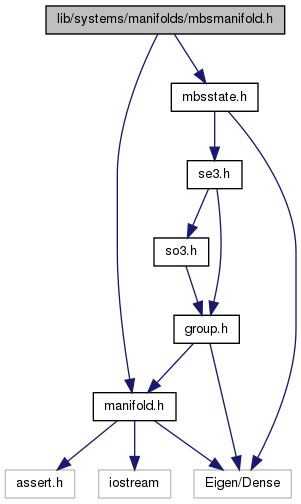 lib/systems/manifolds/mbsmanifold.h
mbsstate.h
se3.h
so3.h
group.h
manifold.h
assert.h
iostream
Eigen/Dense